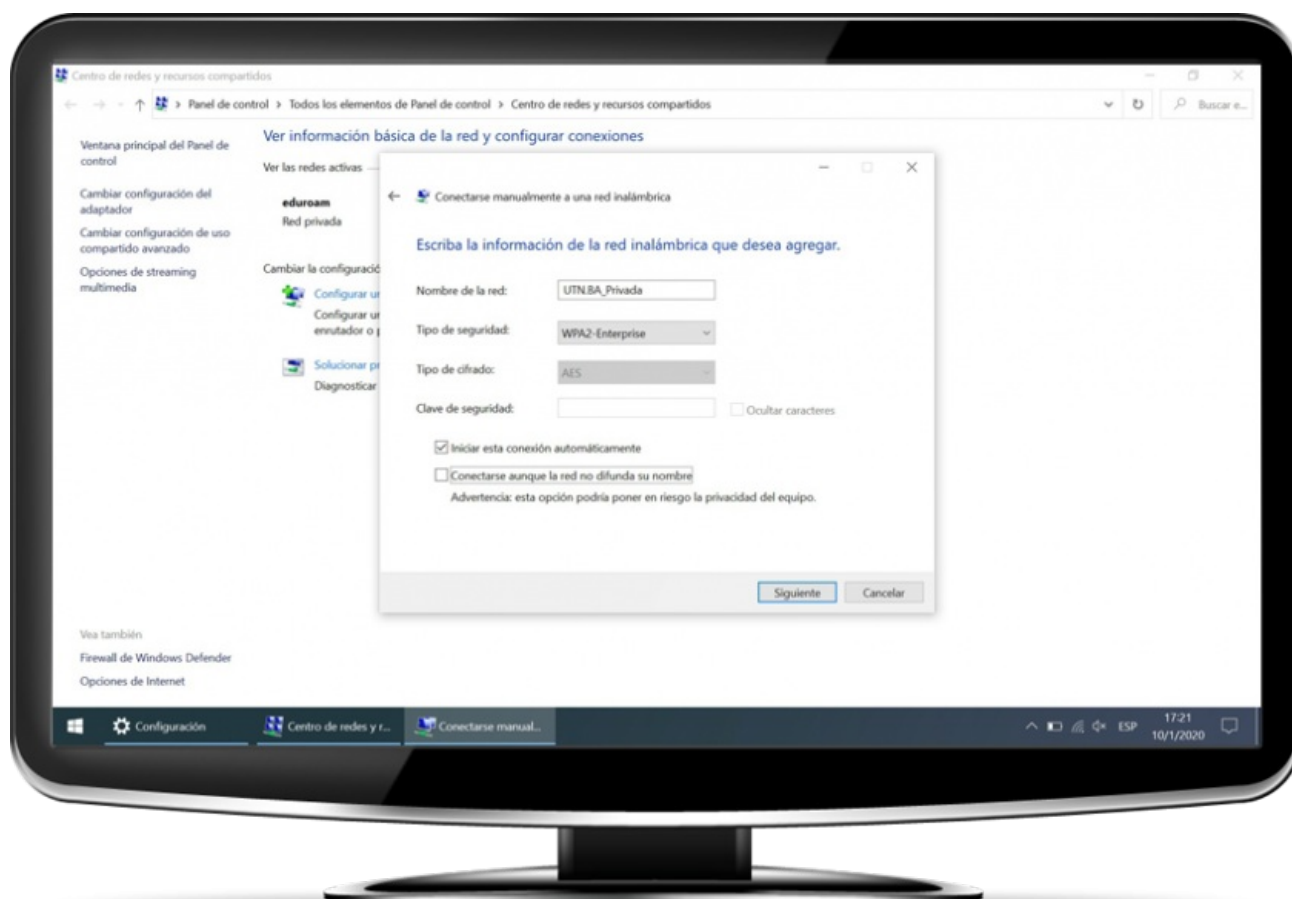 Centro de redes y recursos compartidos
Panel de control > Todos los elementos de Panel de control > Centro de redes y recursos compartidos
Buscar e...
Ventana principal del Panel de
control
Cambiar configuración del
adaptador
Cambiar configuración de uso
compartido avanzado
Opciones de streaming
multimedia
Ver información básica de la red y configurar conexiones
Ver las redes activas
eduroam
Red privada
Cambiar la configuració
Configurar un
Configurar un
enrutador o p
Solucionar pr
Diagnosticar
Conectarse manualmente a una red inalámbrica
Escriba la información de la red inalámbrica que desea agregar.
Nombre de la red:
UTN.BA_Privada
Tipo de seguridad:
WPA2-Enterprise
Tipo de cifrado:
AES
Clave de seguridad:
Ocultar caracteres
Iniciar esta conexión automáticamente
Conectarse aunque la red no difunda su nombre
Advertencia: esta opción podría poner en riesgo la privacidad del equipo.
Siguiente
Cancelar
Vea también
Firewall de Windows Defender
Opciones de Internet
Configuración
Centro de redes y r...
Conectarse manual...
ESP
17:21
10/1/2020